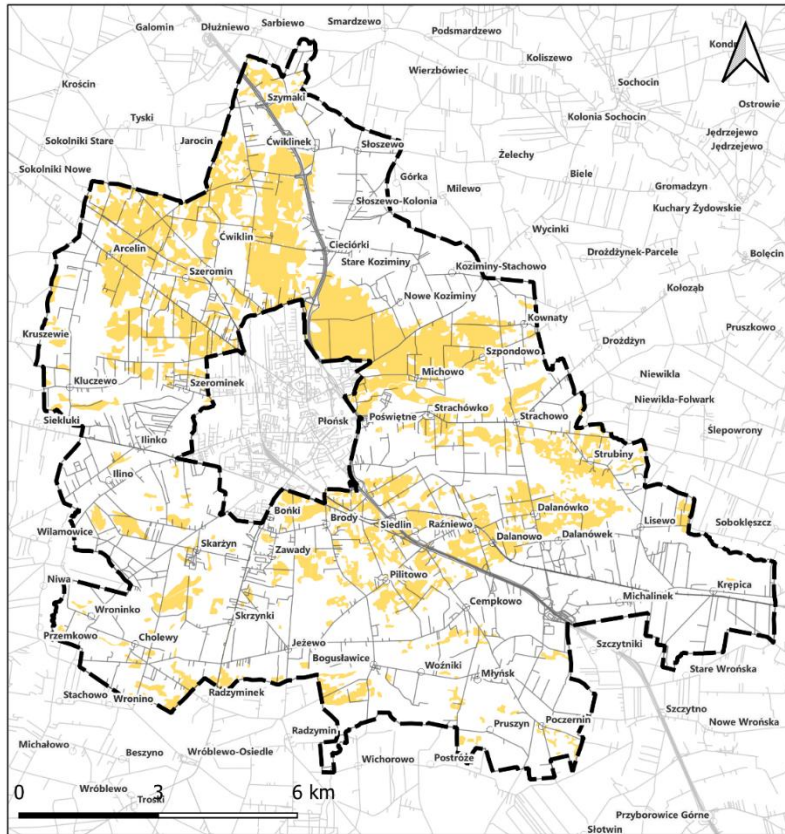 Galomin
Dłużniewo
Sarbiewo
Smardzewo
Podsmardzewo
Koliszewo
Wierzbówiec
Sochocin
Krościn
Szymaki
Ostrowie
Tyski
Kolonia Sochocin
Sokolniki Stare
Jarocin
Ćwiklinek
Słoszewo
Jędrzejewo
Jędrzejewo
Żelechy
Sokolniki Nowe
Górka
Milewo
Biele
Gromadzyn
Słoszewo-Kolonia
Kuchary Żydowskie
Wycinki
Arcelin
Ćwiklin
Cieciórki
Drożdżynek-Parcele
Bolęcin
Stare Koziminy
Koziminy-Stachowo
Szeromin
Kołoząb
Nowe Koziminy
Kruszewie
Kownaty
Pruszkowo
Szpondowo
Drożdżyn
Michowo
Niewikla
Kluczewo
Szerominek
Płońsk
Strachówko
Niewikla-Folwark
Siekluki
Poświętne
Strachowo
Ślepowrony
Ilinko
Strubiny
Ilino
Bońki
Dalanówko
Wilamowice
Brody
Siedlin
Raźniewo
Lisewo
Sobokleszcz
Skarżyn
Zawady
Dalanowo
Dalanówek
Niwa
Pilitowo
Krępica
Wroninko
Skrzynki
Cempkowo
Michalinek
Przemkowo
Cholewy
Jeżewo
Szczytniki
Bogusławice
Woźniki
Młyńsk
Stare Wrońska
Stachowo
Wronino
Radzyminek
Szczytno
Nowe Wrońska
Michałowo
Beszyno
Wróblewo-Osiedle
Radzymin
Pruszyn
Poczernin
Wichorowo
Postróże
Wróblewo
Troski
0 3 6 km
Przyborowice Górne
Słotwin